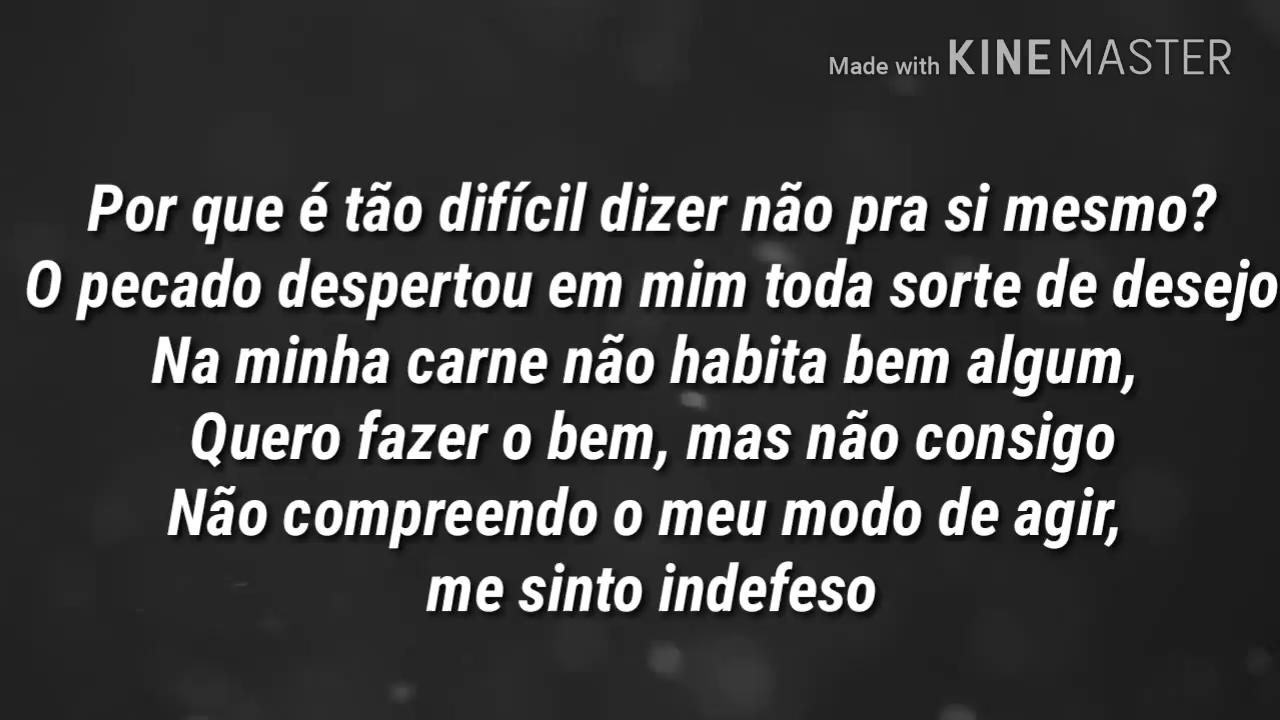 Made with KINEMASTER
Por que é tão difícil dizer não pra si mesmo?
O pecado despertou em mim toda sorte de desejo
Na minha carne não habita bem algum,
Quero fazer o bem, mas não consigo
Não compreendo o meu modo de agir,
me sinto indefeso